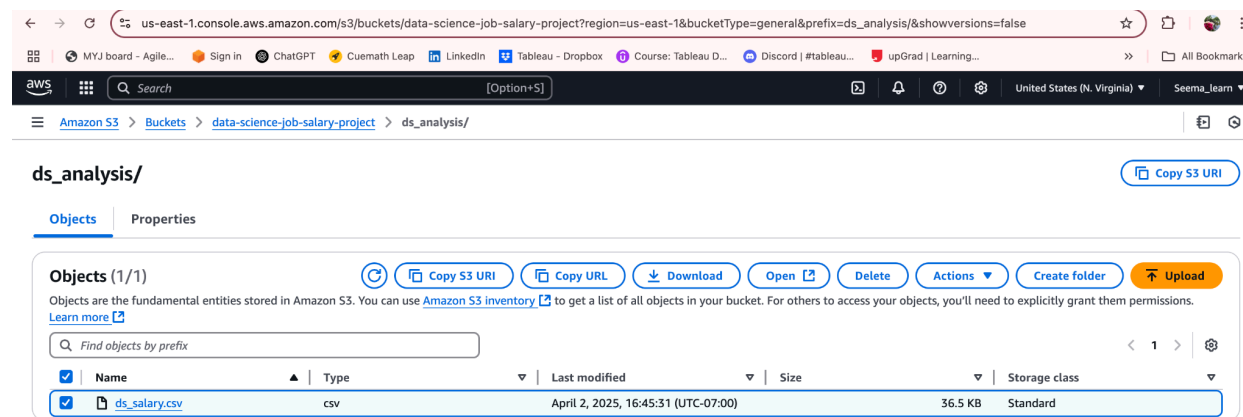 us-east-1.console.aws.amazon.com/s3/buckets/data-science-job-salary-project?region=us-east-1&bucketType=general&prefix=ds_analysis/&showversions=false
MYJ board - Agile... Sign in ChatGPT Cuemath Leap LinkedIn Tableau - Dropbox Course: Tableau D... Discord | #tableau... upGrad | Learning... » All Bookmark
aws Search [Option+S] United States (N. Virginia) Seema_learn
Amazon S3 > Buckets > data-science-job-salary-project > ds_analysis/
ds_analysis/
Copy S3 URI
Objects Properties
Objects (1/1) Copy S3 URI Copy URL Download Open Delete Actions Create folder Upload
Objects are the fundamental entities stored in Amazon S3. You can use Amazon S3 inventory to get a list of all objects in your bucket. For others to access your objects, you'll need to explicitly grant them permissions.
Learn more
Find objects by prefix < 1 >
Name Type Last modified Size Storage class
ds_salary.csv csv April 2, 2025, 16:45:31 (UTC-07:00) 36.5 KB Standard